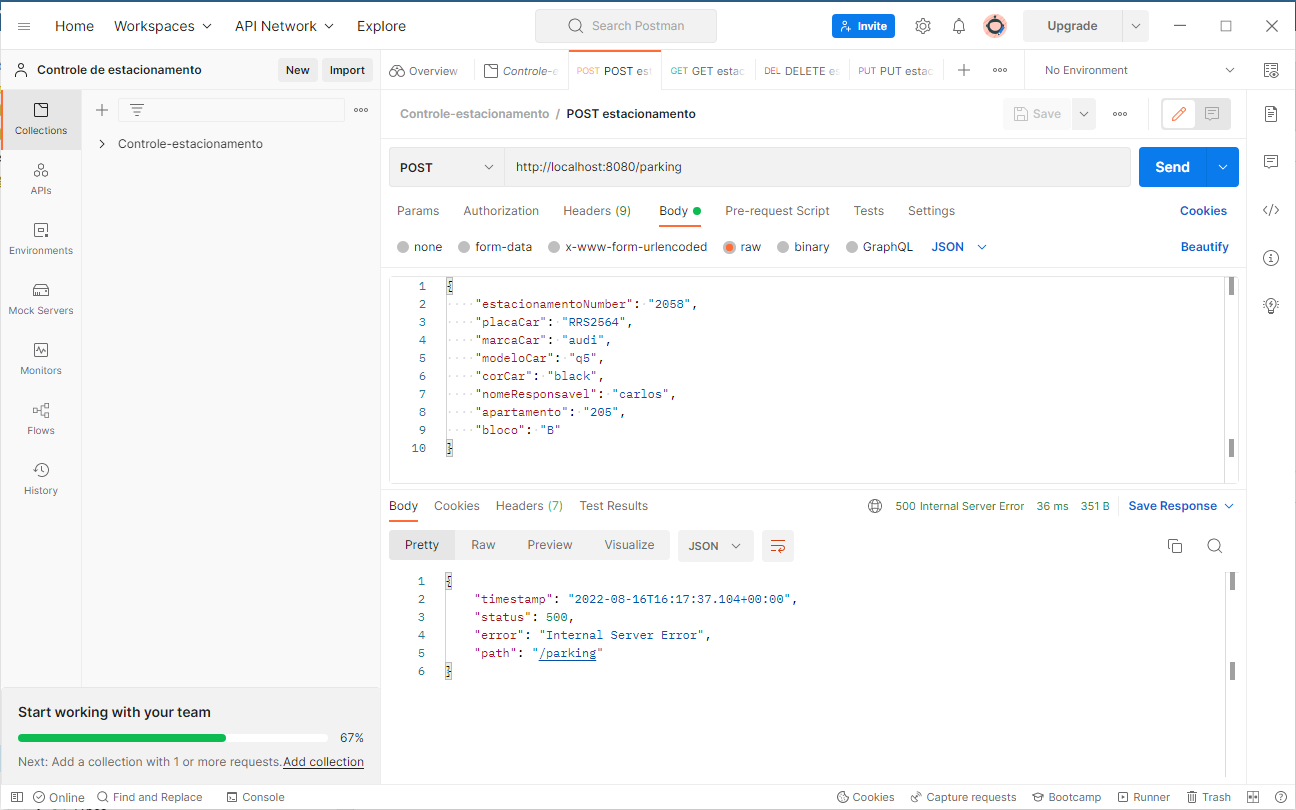 Home Workspaces API Network Explore Search Postman Invite Upgrade
Controle de estacionamento New Import Overview Controle-e POST POST est GET GET estac DEL DELETE es PUT PUT estac No Environment
Controle-estacionamento / POST estacionamento Save
Collections
APIs
Environments
Mock Servers
Monitors
Flows
History
Controle-estacionamento
POST http://localhost:8080/parking Send
Params Authorization Headers (9) Body Pre-request Script Tests Settings Cookies
none form-data x-www-form-urlencoded raw binary GraphQL JSON Beautify
1 {
2 "estacionamentoNumber": "2058",
3 "placaCar": "RRS2564",
4 "marcaCar": "audi",
5 "modeloCar": "q5",
6 "corCar": "black",
7 "nomeResponsavel": "carlos",
8 "apartamento": "205",
9 "bloco": "B"
10 }
Body Cookies Headers (7) Test Results 500 Internal Server Error 36 ms 351 B Save Response
Pretty Raw Preview Visualize JSON
1 {
2 "timestamp": "2022-08-16T16:17:37.104+00:00",
3 "status": 500,
4 "error": "Internal Server Error",
5 "path": "/parking"
6 }
Start working with your team
67%
Next: Add a collection with 1 or more requests. Add collection
Online Find and Replace Console Cookies Capture requests Bootcamp Runner Trash